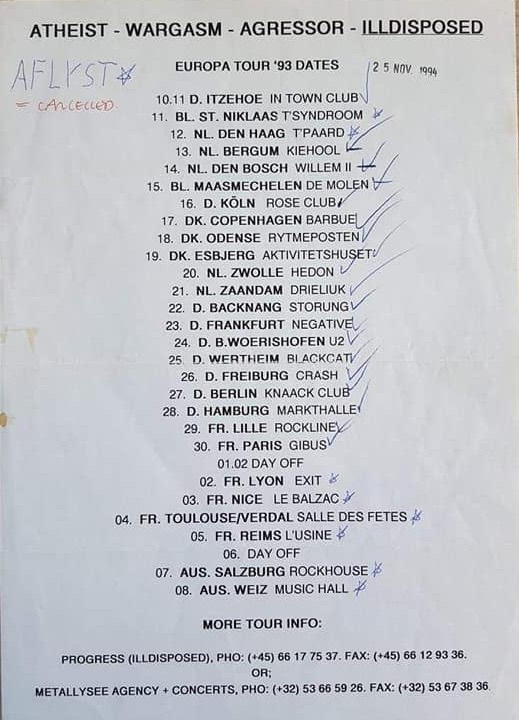 ATHEIST - WARGASM - AGRESSOR - ILLDISPOSED
AFLYST☆
= CANCELLED.
EUROPA TOUR '93 DATES
25 NOV. 1994
10.11 D. ITZEHOE IN TOWN CLUB
11. BL. ST. NIKLAAS T'SYNDROOM
12. NL. DEN HAAG T'PAARD
13. NL. BERGUM KIEHOOL
14. NL. DEN BOSCH WILLEM II
15. BL. MAASMECHELEN DE MOLEN
16. D. KÖLN ROSE CLUB
17. DK. COPENHAGEN BARBUE
18. DK. ODENSE RYTMEPOSTEN
19. DK. ESBJERG AKTIVITETSHUSET
20. NL. ZWOLLE HEDON
21. NL. ZAANDAM DRIELIUK
22. D. BACKNANG STORUNG
23. D. FRANKFURT NEGATIVE
24. D. B.WOERISHOFEN U2
25. D. WERTHEIM BLACKCAT
26. D. FREIBURG CRASH
27. D. BERLIN KNAACK CLUB
28. D. HAMBURG MARKTHALLE
29. FR. LILLE ROCKLINE
30. FR. PARIS GIBUS
01.02 DAY OFF
02. FR. LYON EXIT
03. FR. NICE LE BALZAC
04. FR. TOULOUSE/VERDAL SALLE DES FETES
05. FR. REIMS L'USINE
06. DAY OFF
07. AUS. SALZBURG ROCKHOUSE
08. AUS. WEIZ MUSIC HALL
MORE TOUR INFO:
PROGRESS (ILLDISPOSED), PHO: (+45) 66 17 75 37. FAX: (+45) 66 12 93 36.
OR;
METALLYSEE AGENCY + CONCERTS, PHO: (+32) 53 66 59 26. FAX: (+32) 53 67 38 36.